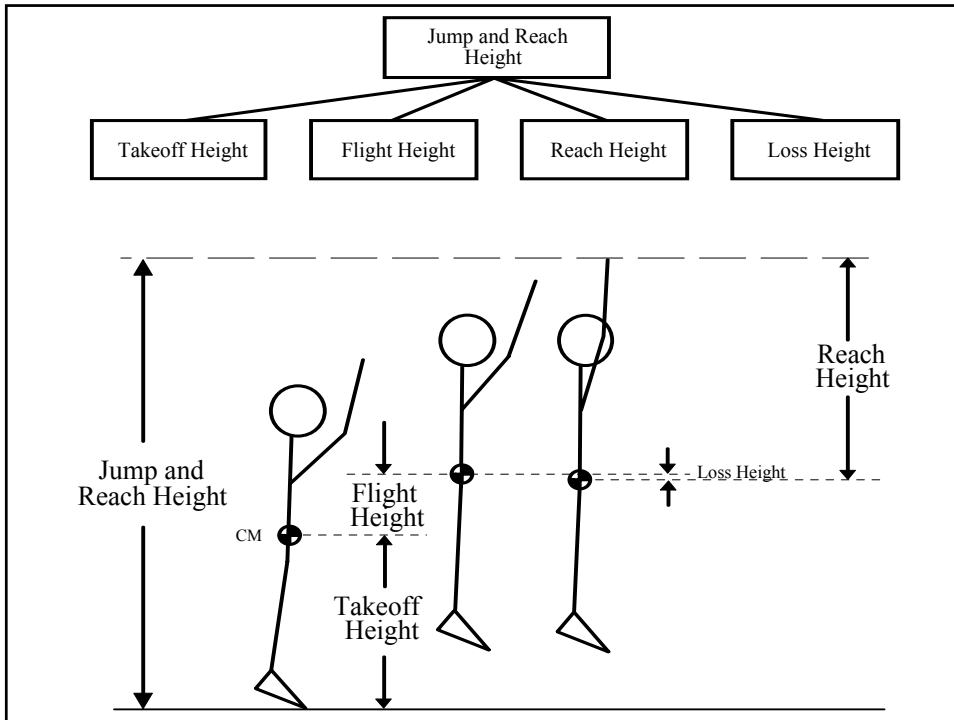 Jump and Reach
Height
Takeoff Height
Flight Height
Reach Height
Loss Height
Reach
Height
Jump and
Reach Height
Flight
Height
Loss Height
CM
Takeoff
Height